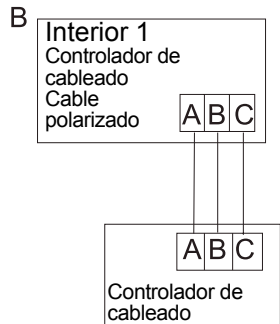 B
Interior 1
Controlador de
cableado
Cable
polarizado
A B C
A B C
Controlador de
cableado